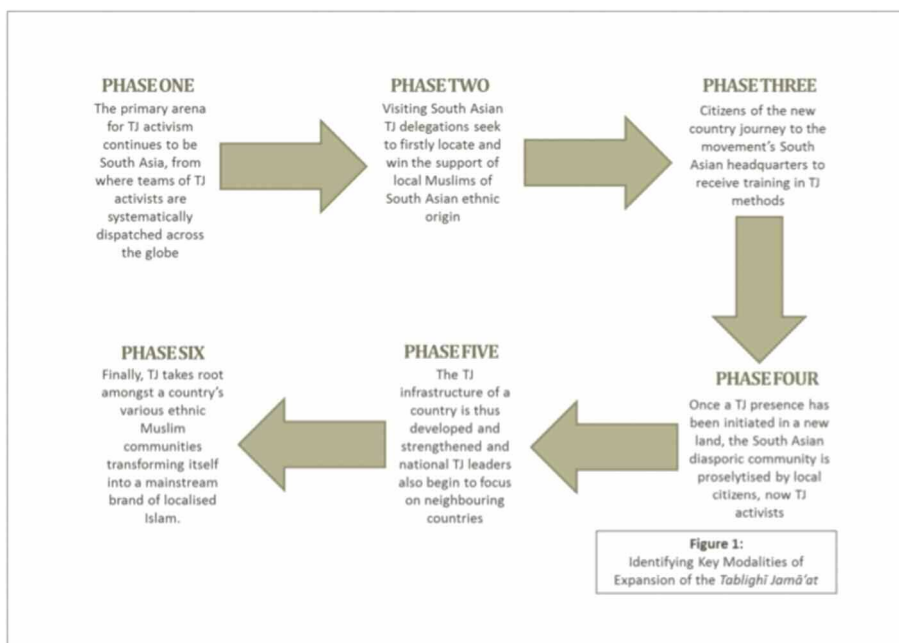 PHASE ONE
The primary arena
for TJ activism
continues to be
South Asia, from
where teams of TJ
activists are
systematically
dispatched across
the globe
PHASE TWO
Visiting South Asian
TJ delegations seek
to firstly locate and
win the support of
local Muslims of
South Asian ethnic
origin
PHASE THREE
Citizens of the new
country journey to the
movement's South
Asian headquarters to
receive training in TJ
methods
PHASE FOUR
Once a TJ presence has
been initiated in a new
land, the South Asian
diasporic community is
proselytised by local
citizens, now TJ
activists
PHASE FIVE
The TJ
infrastructure of a
country is thus
developed and
strengthened and
national TJ leaders
also begin to focus
on neighbouring
countries
PHASE SIX
Finally, TJ takes root
amongst a country's
various ethnic
Muslim
communities
transforming itself
into a mainstream
brand of localised
Islam.
Figure 1:
Identifying Key Modalities of
Expansion of the Tablighī Jamā'at